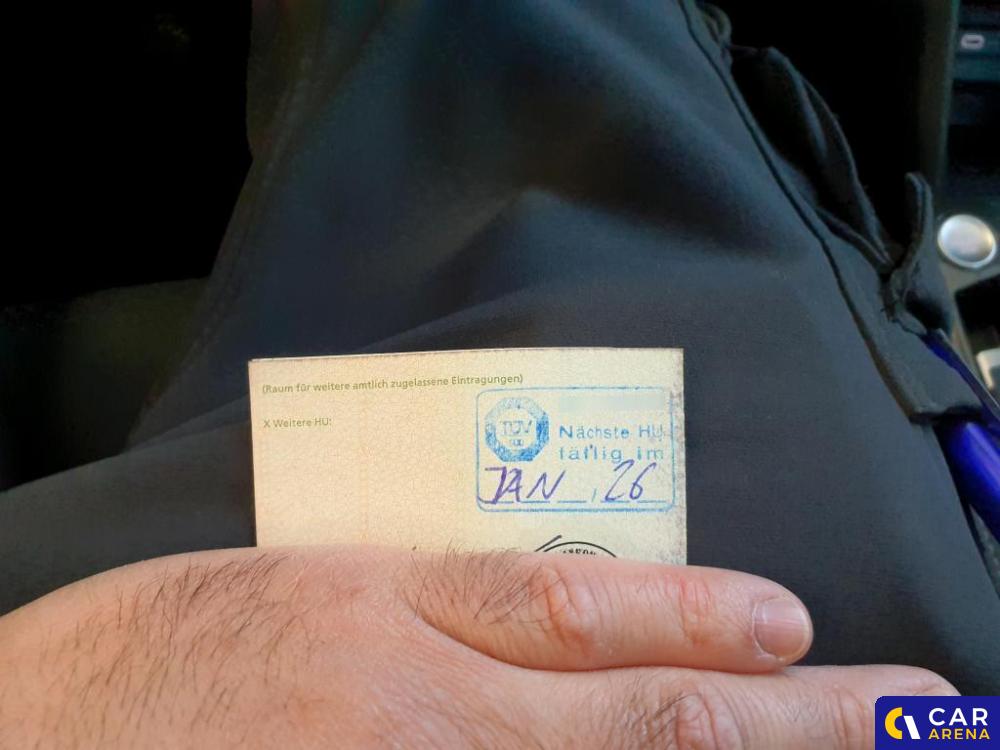 (Raum für weitere amtlich zugelassene Eintragungen)
X Weitere HU:
TÜV
Nächste HU
fällig im
JAN , 26
CAR
ARENA